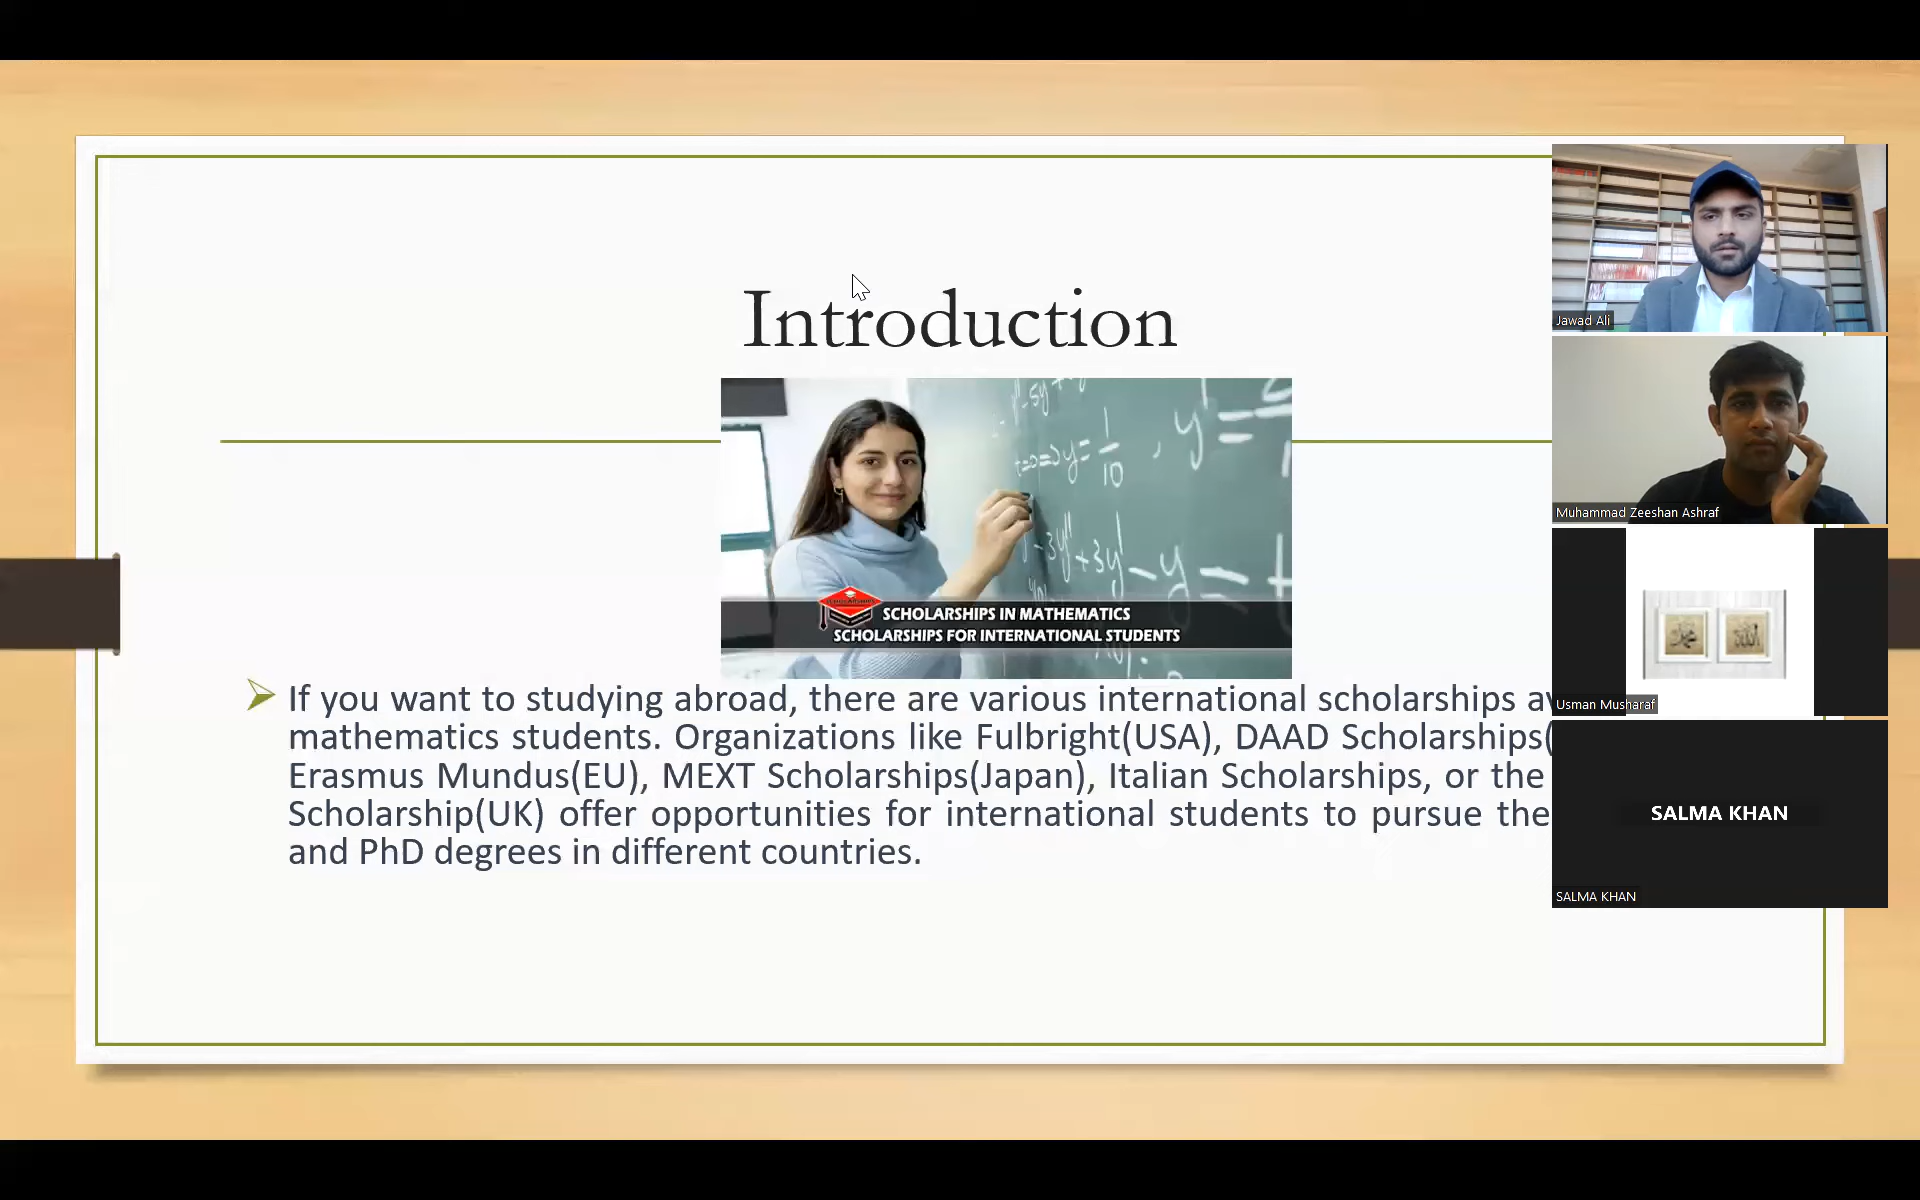 Introduction
SCHOLARSHIPS IN MATHEMATICS
SCHOLARSHIPS FOR INTERNATIONAL STUDENTS
If you want to studying abroad, there are various international scholarships
mathematics students. Organizations like Fulbright(USA), DAAD Scholarships(
Erasmus Mundus(EU), MEXT Scholarships(Japan), Italian Scholarships, or the
Scholarship(UK) offer opportunities for international students to pursue
and PhD degrees in different countries.
Jawad Ali
Muhammad Zeeshan Ashraf
Usman Musharaf
SALMA KHAN
SALMA KHAN